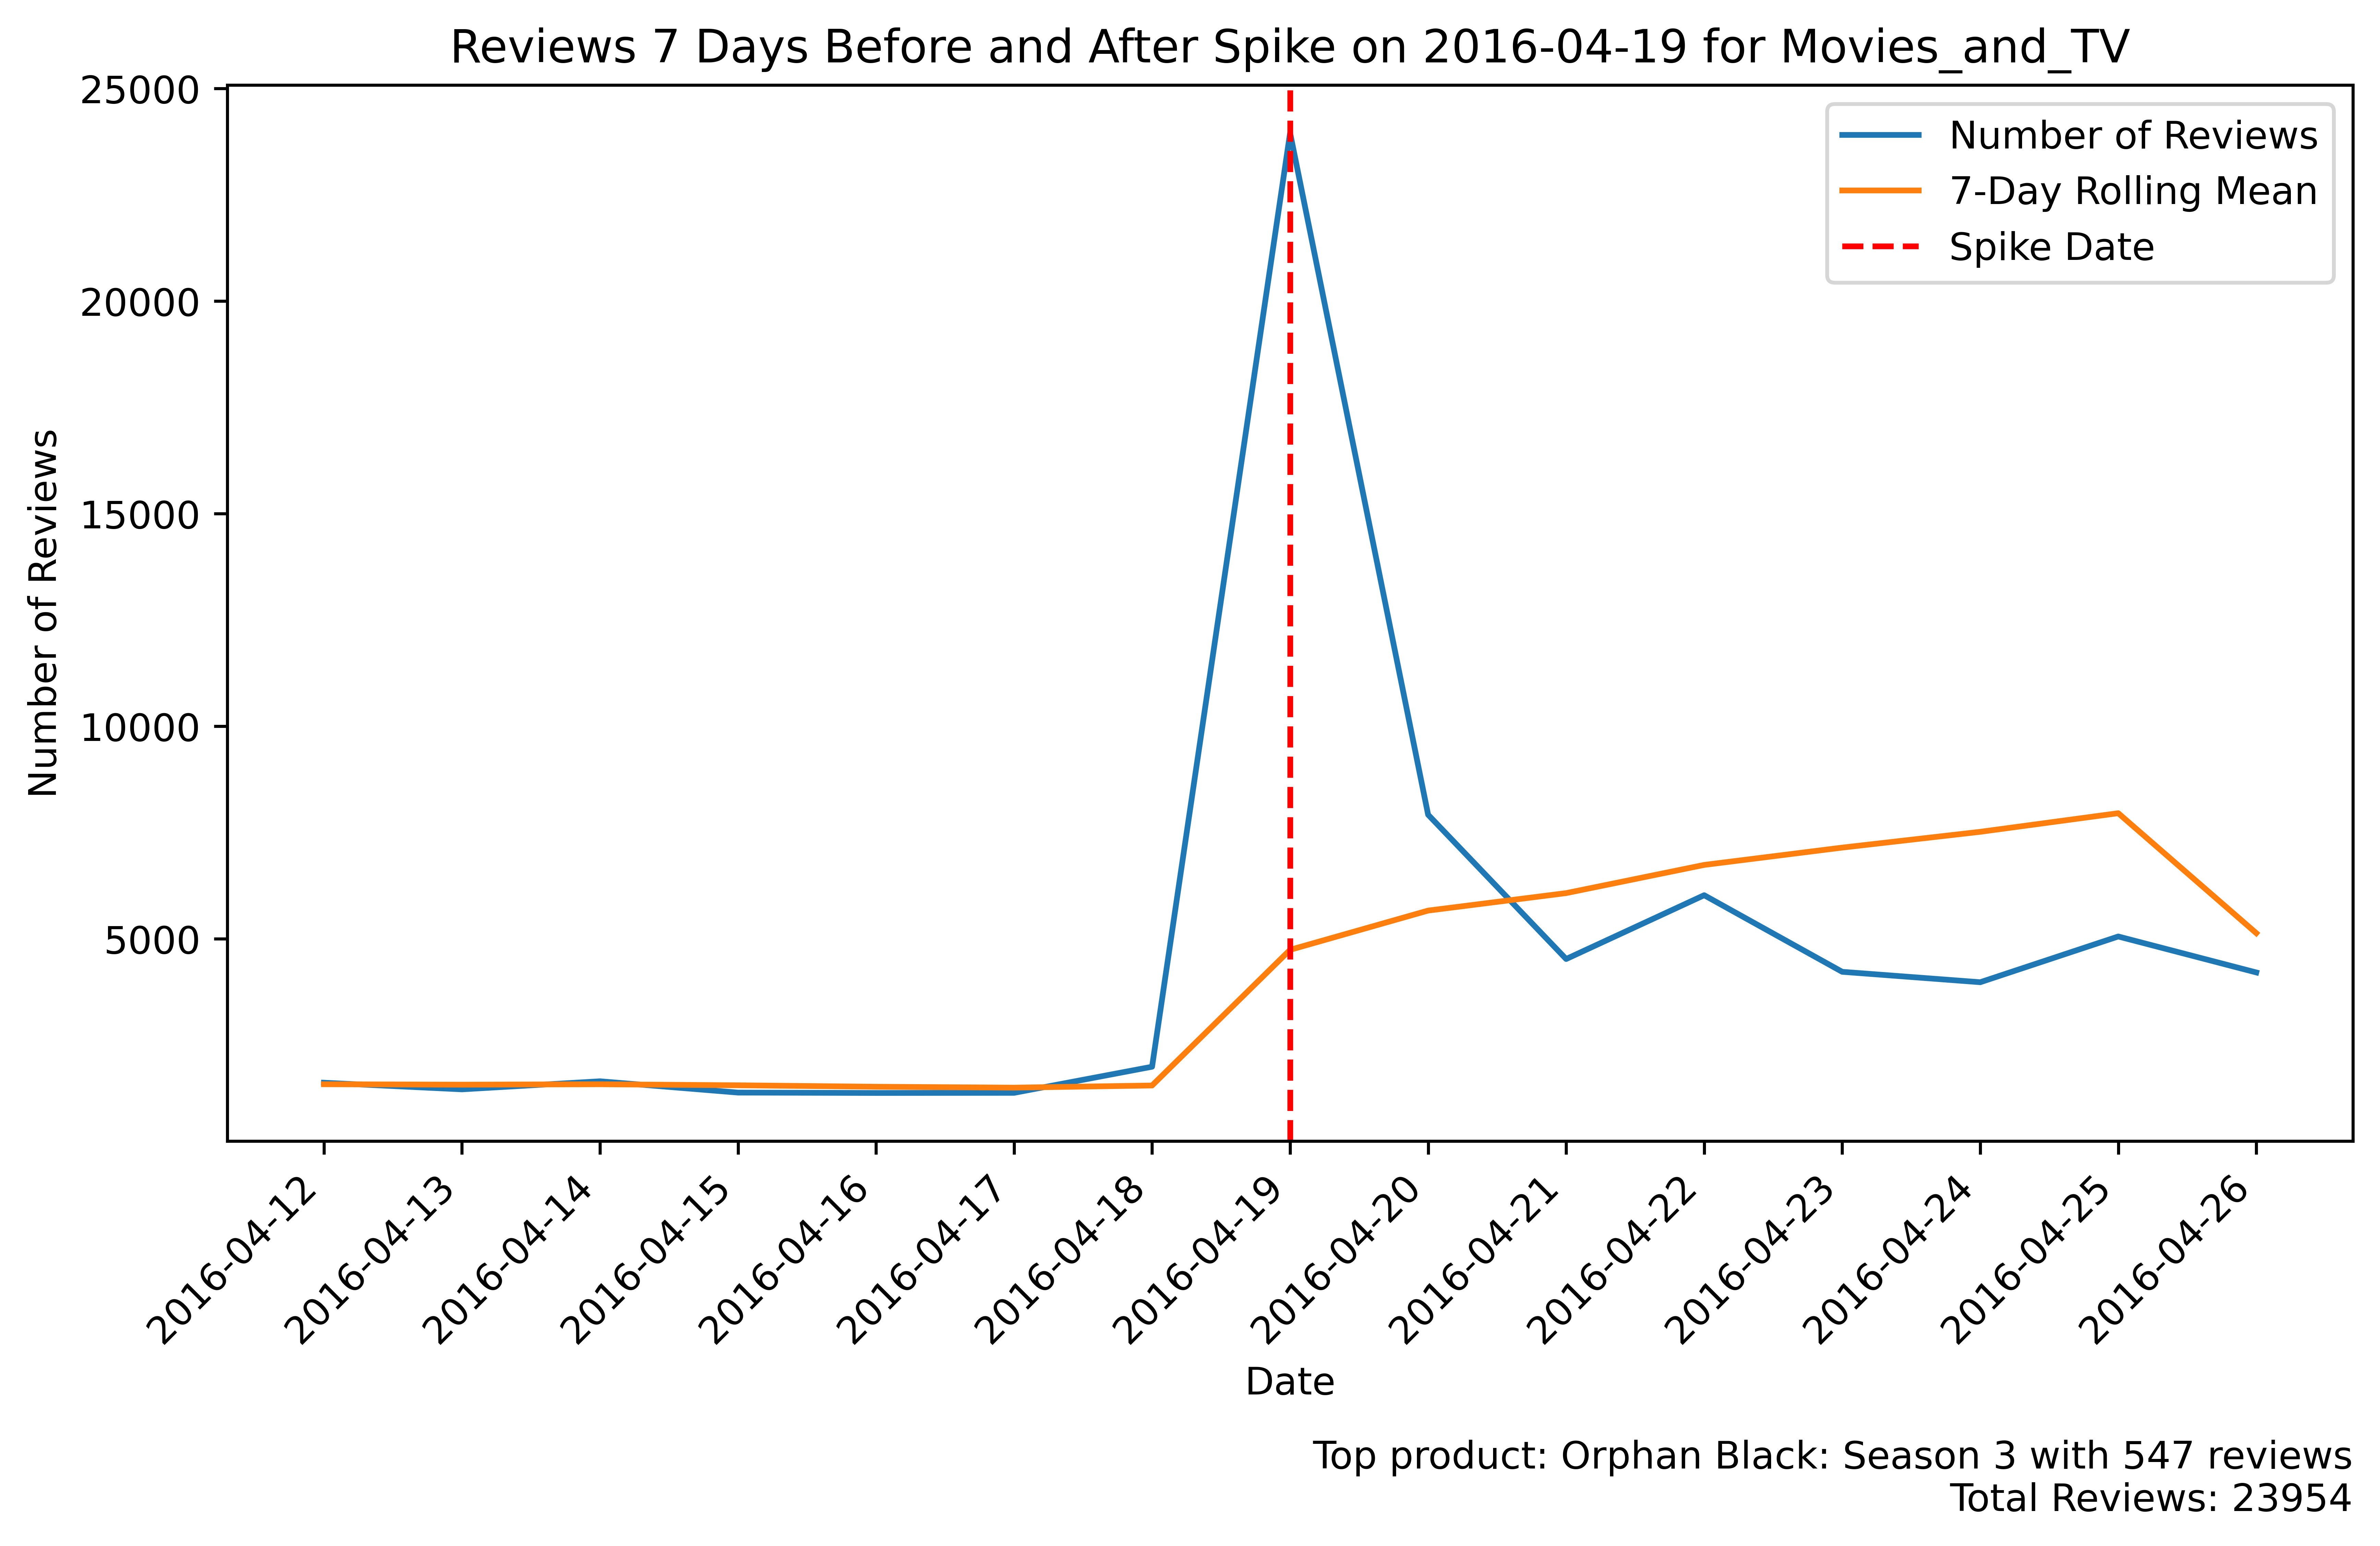 Reviews 7 Days Before and After Spike on 2016-04-19 for Movies_and_TV
25000
20000
15000
10000
5000
Number of Reviews
Number of Reviews
7-Day Rolling Mean
Spike Date
2016-04-12
2016-04-13
2016-04-14
2016-04-15
2016-04-16
2016-04-17
2016-04-18
2016-04-19
2016-04-20
2016-04-21
2016-04-22
2016-04-23
2016-04-24
2016-04-25
2016-04-26
Date
Top product: Orphan Black: Season 3 with 547 reviews
Total Reviews: 23954